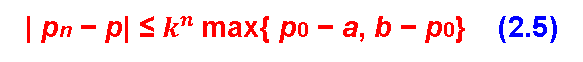 | pn − p| ≤ kⁿ max{ p0 − a, b − p0} (2.5)